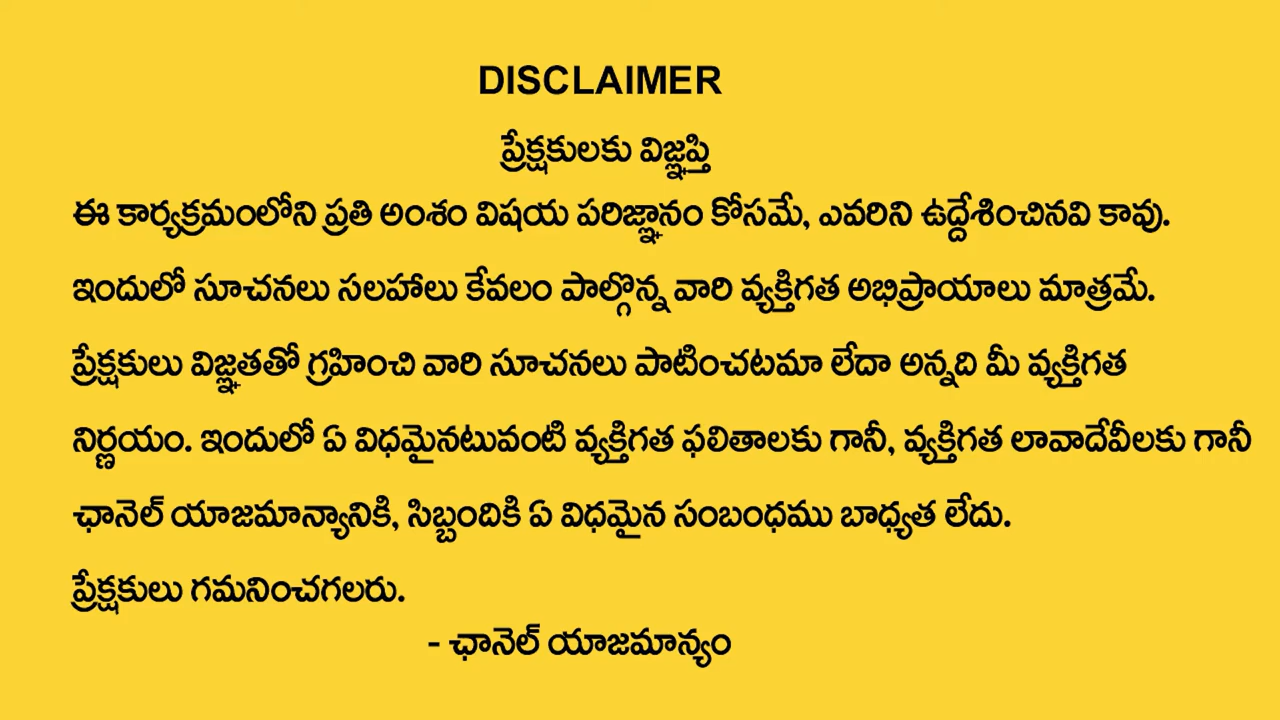 DISCLAIMER
ప్రేక్షకులకు విజ్ఞప్తి
ఈ కార్యక్రమంలోని ప్రతి అంశం విషయ పరిజ్ఞానం కోసమే, ఎవరిని ఉద్దేశించినవి కావు.
ఇందులో సూచనలు సలహాలు కేవలం పాల్గొన్న వారి వ్యక్తిగత అభిప్రాయాలు మాత్రమే.
ప్రేక్షకులు విజ్ఞతతో గ్రహించి వారి సూచనలు పాటించటమా లేదా అన్నది మీ వ్యక్తిగత
నిర్ణయం. ఇందులో ఏ విధమైనటువంటి వ్యక్తిగత ఫలితాలకు గానీ, వ్యక్తిగత లావాదేవీలకు గానీ
ఛానెల్ యాజమాన్యానికి, సిబ్బందికి ఏ విధమైన సంబంధము బాధ్యత లేదు.
ప్రేక్షకులు గమనించగలరు.
- ఛానెల్ యాజమాన్యం